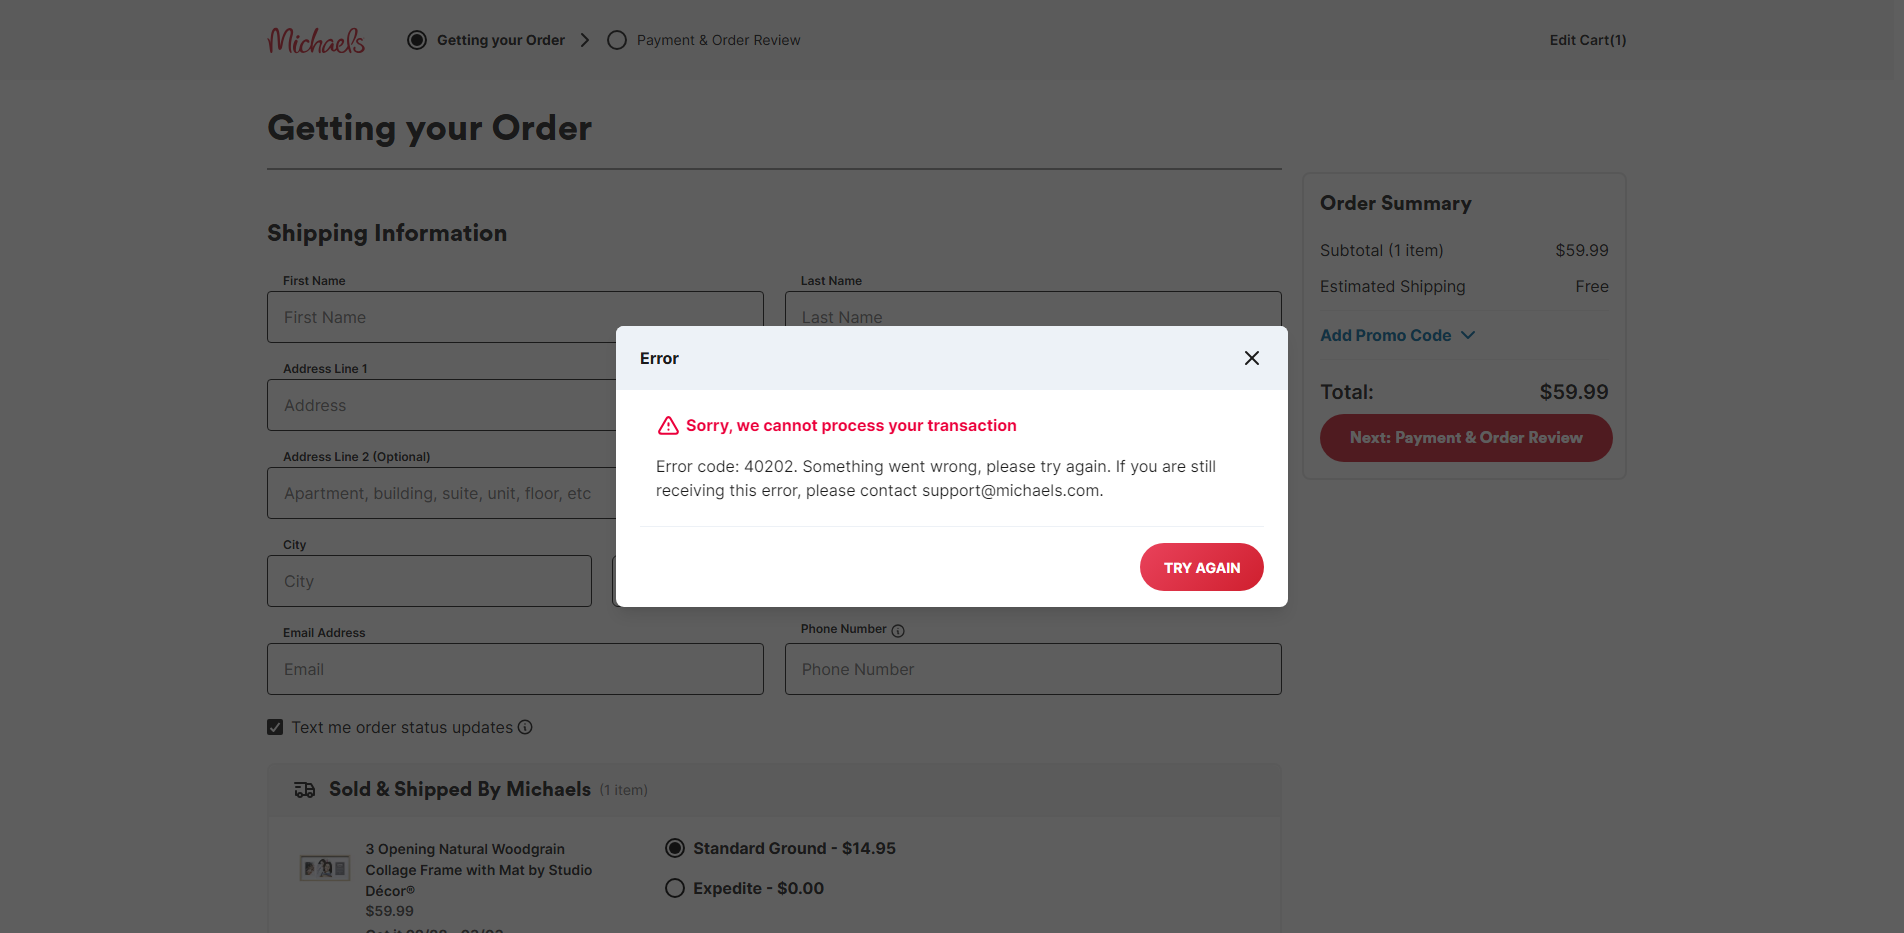 Michaels
Getting your Order
Payment & Order Review
Edit Cart(1)
Getting your Order
Shipping Information
First Name
Last Name
First Name
Last Name
Address Line 1
Address
Address Line 2 (Optional)
Apartment, building, suite, unit, floor, etc
City
City
Email Address
Phone Number
Email
Phone Number
Text me order status updates
Sold & Shipped By Michaels (1 item)
3 Opening Natural Woodgrain
Collage Frame with Mat by Studio
Décor®
$59.99
Standard Ground - $14.95
Expedite - $0.00
Order Summary
Subtotal (1 item) $59.99
Estimated Shipping Free
Add Promo Code
Total: $59.99
Next: Payment & Order Review
Error
Sorry, we cannot process your transaction
Error code: 40202. Something went wrong, please try again. If you are still
receiving this error, please contact support@michaels.com.
TRY AGAIN